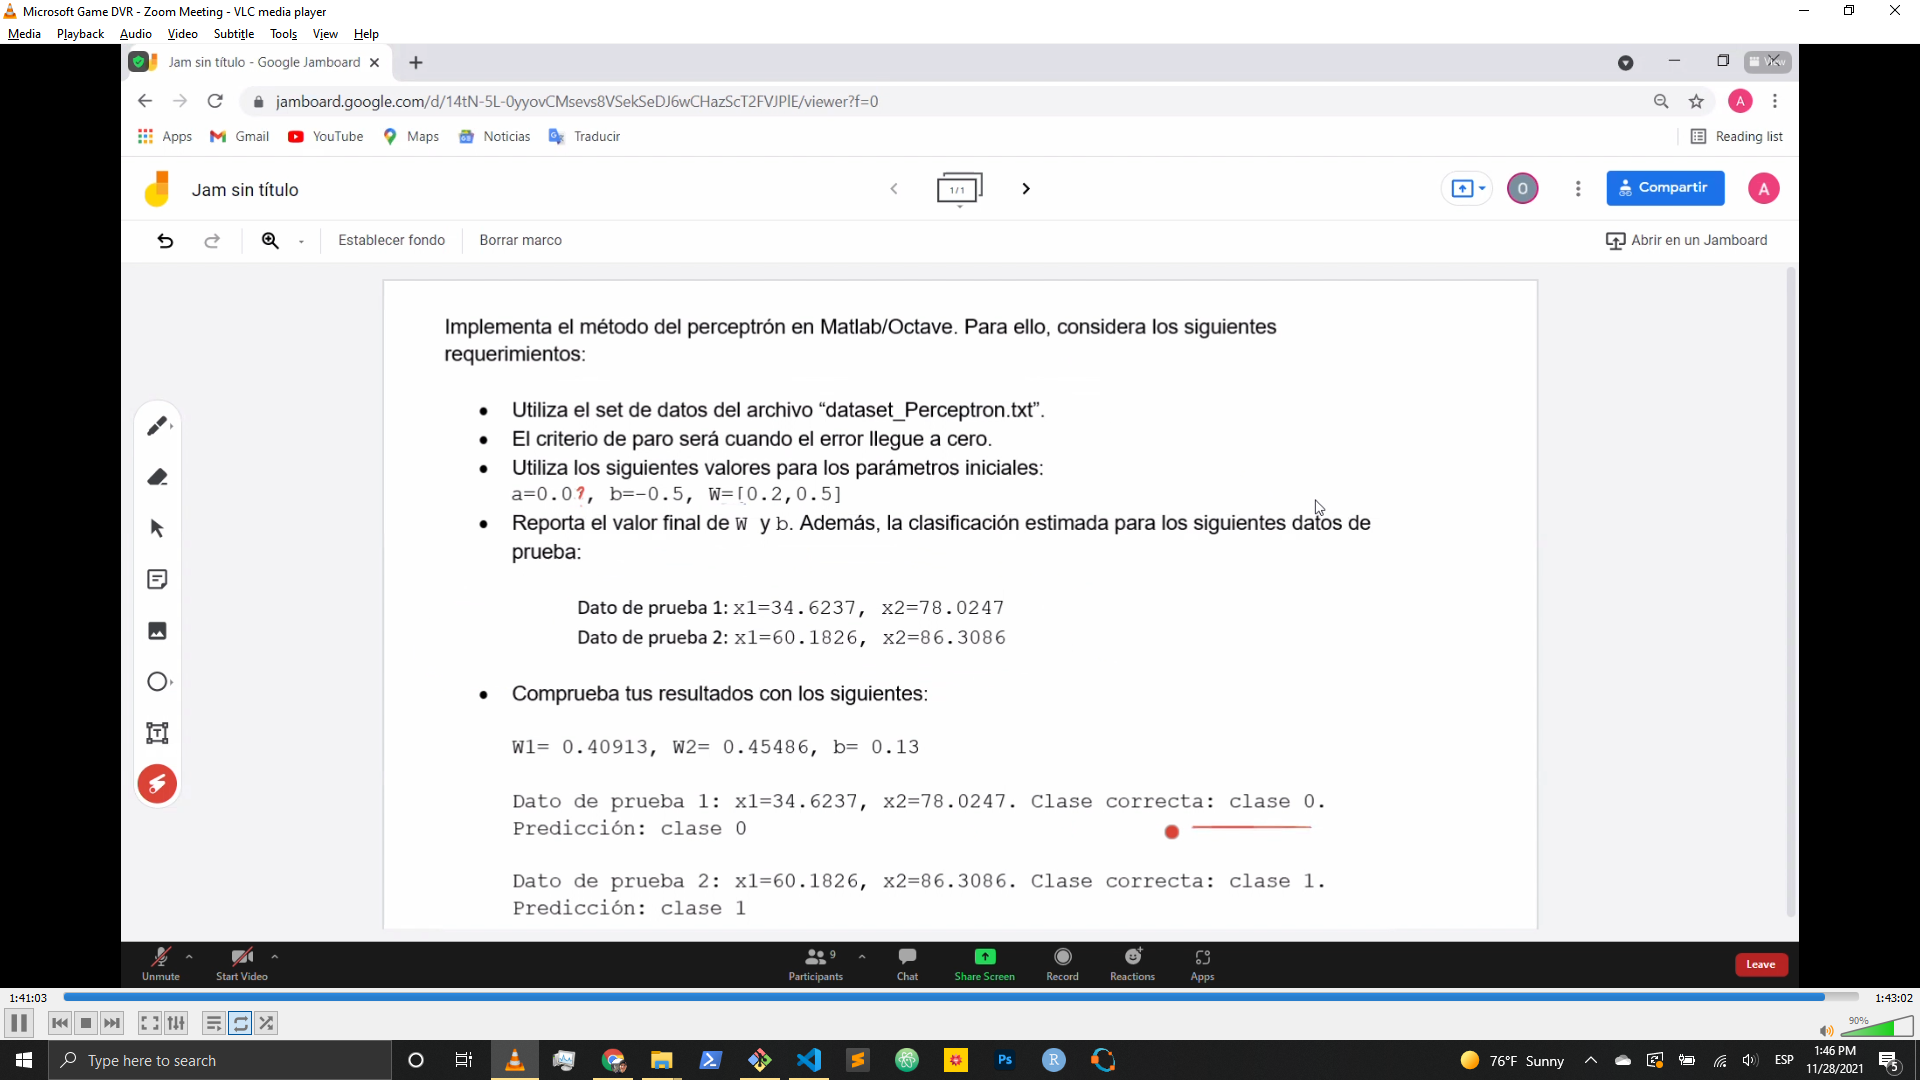 Microsoft Game DVR - Zoom Meeting - VLC media player
Media Playback Audio Video Subtitle Tools View Help
Jam sin título - Google Jamboard
View
jamboard.google.com/d/14tN-5L-0yyovCMsevs8VSekSeDJ6wCHazScT2FVJPlE/viewer?f=0
A
Apps Gmail YouTube Maps Noticias Traducir Reading list
Jam sin título
1/1
O
Compartir
A
Establecer fondo Borrar marco Abrir en un Jamboard
Implementa el método del perceptrón en Matlab/Octave. Para ello, considera los siguientes
requerimientos:
• Utiliza el set de datos del archivo “dataset_Perceptron.txt”.
• El criterio de paro será cuando el error llegue a cero.
• Utiliza los siguientes valores para los parámetros iniciales:
a=0.0?, b=-0.5, W=[0.2,0.5]
• Reporta el valor final de W y b. Además, la clasificación estimada para los siguientes datos de
prueba:
Dato de prueba 1: x1=34.6237, x2=78.0247
Dato de prueba 2: x1=60.1826, x2=86.3086
• Comprueba tus resultados con los siguientes:
W1= 0.40913, W2= 0.45486, b= 0.13
Dato de prueba 1: x1=34.6237, x2=78.0247. Clase correcta: clase 0.
Predicción: clase 0
Dato de prueba 2: x1=60.1826, x2=86.3086. Clase correcta: clase 1.
Predicción: clase 1
Unmute Start Video Participants 9 Chat Share Screen Record Reactions Apps Leave
1:41:03 1:43:02
90%
Type here to search
Ps R
76°F Sunny
ESP
1:46 PM
11/28/2021
5